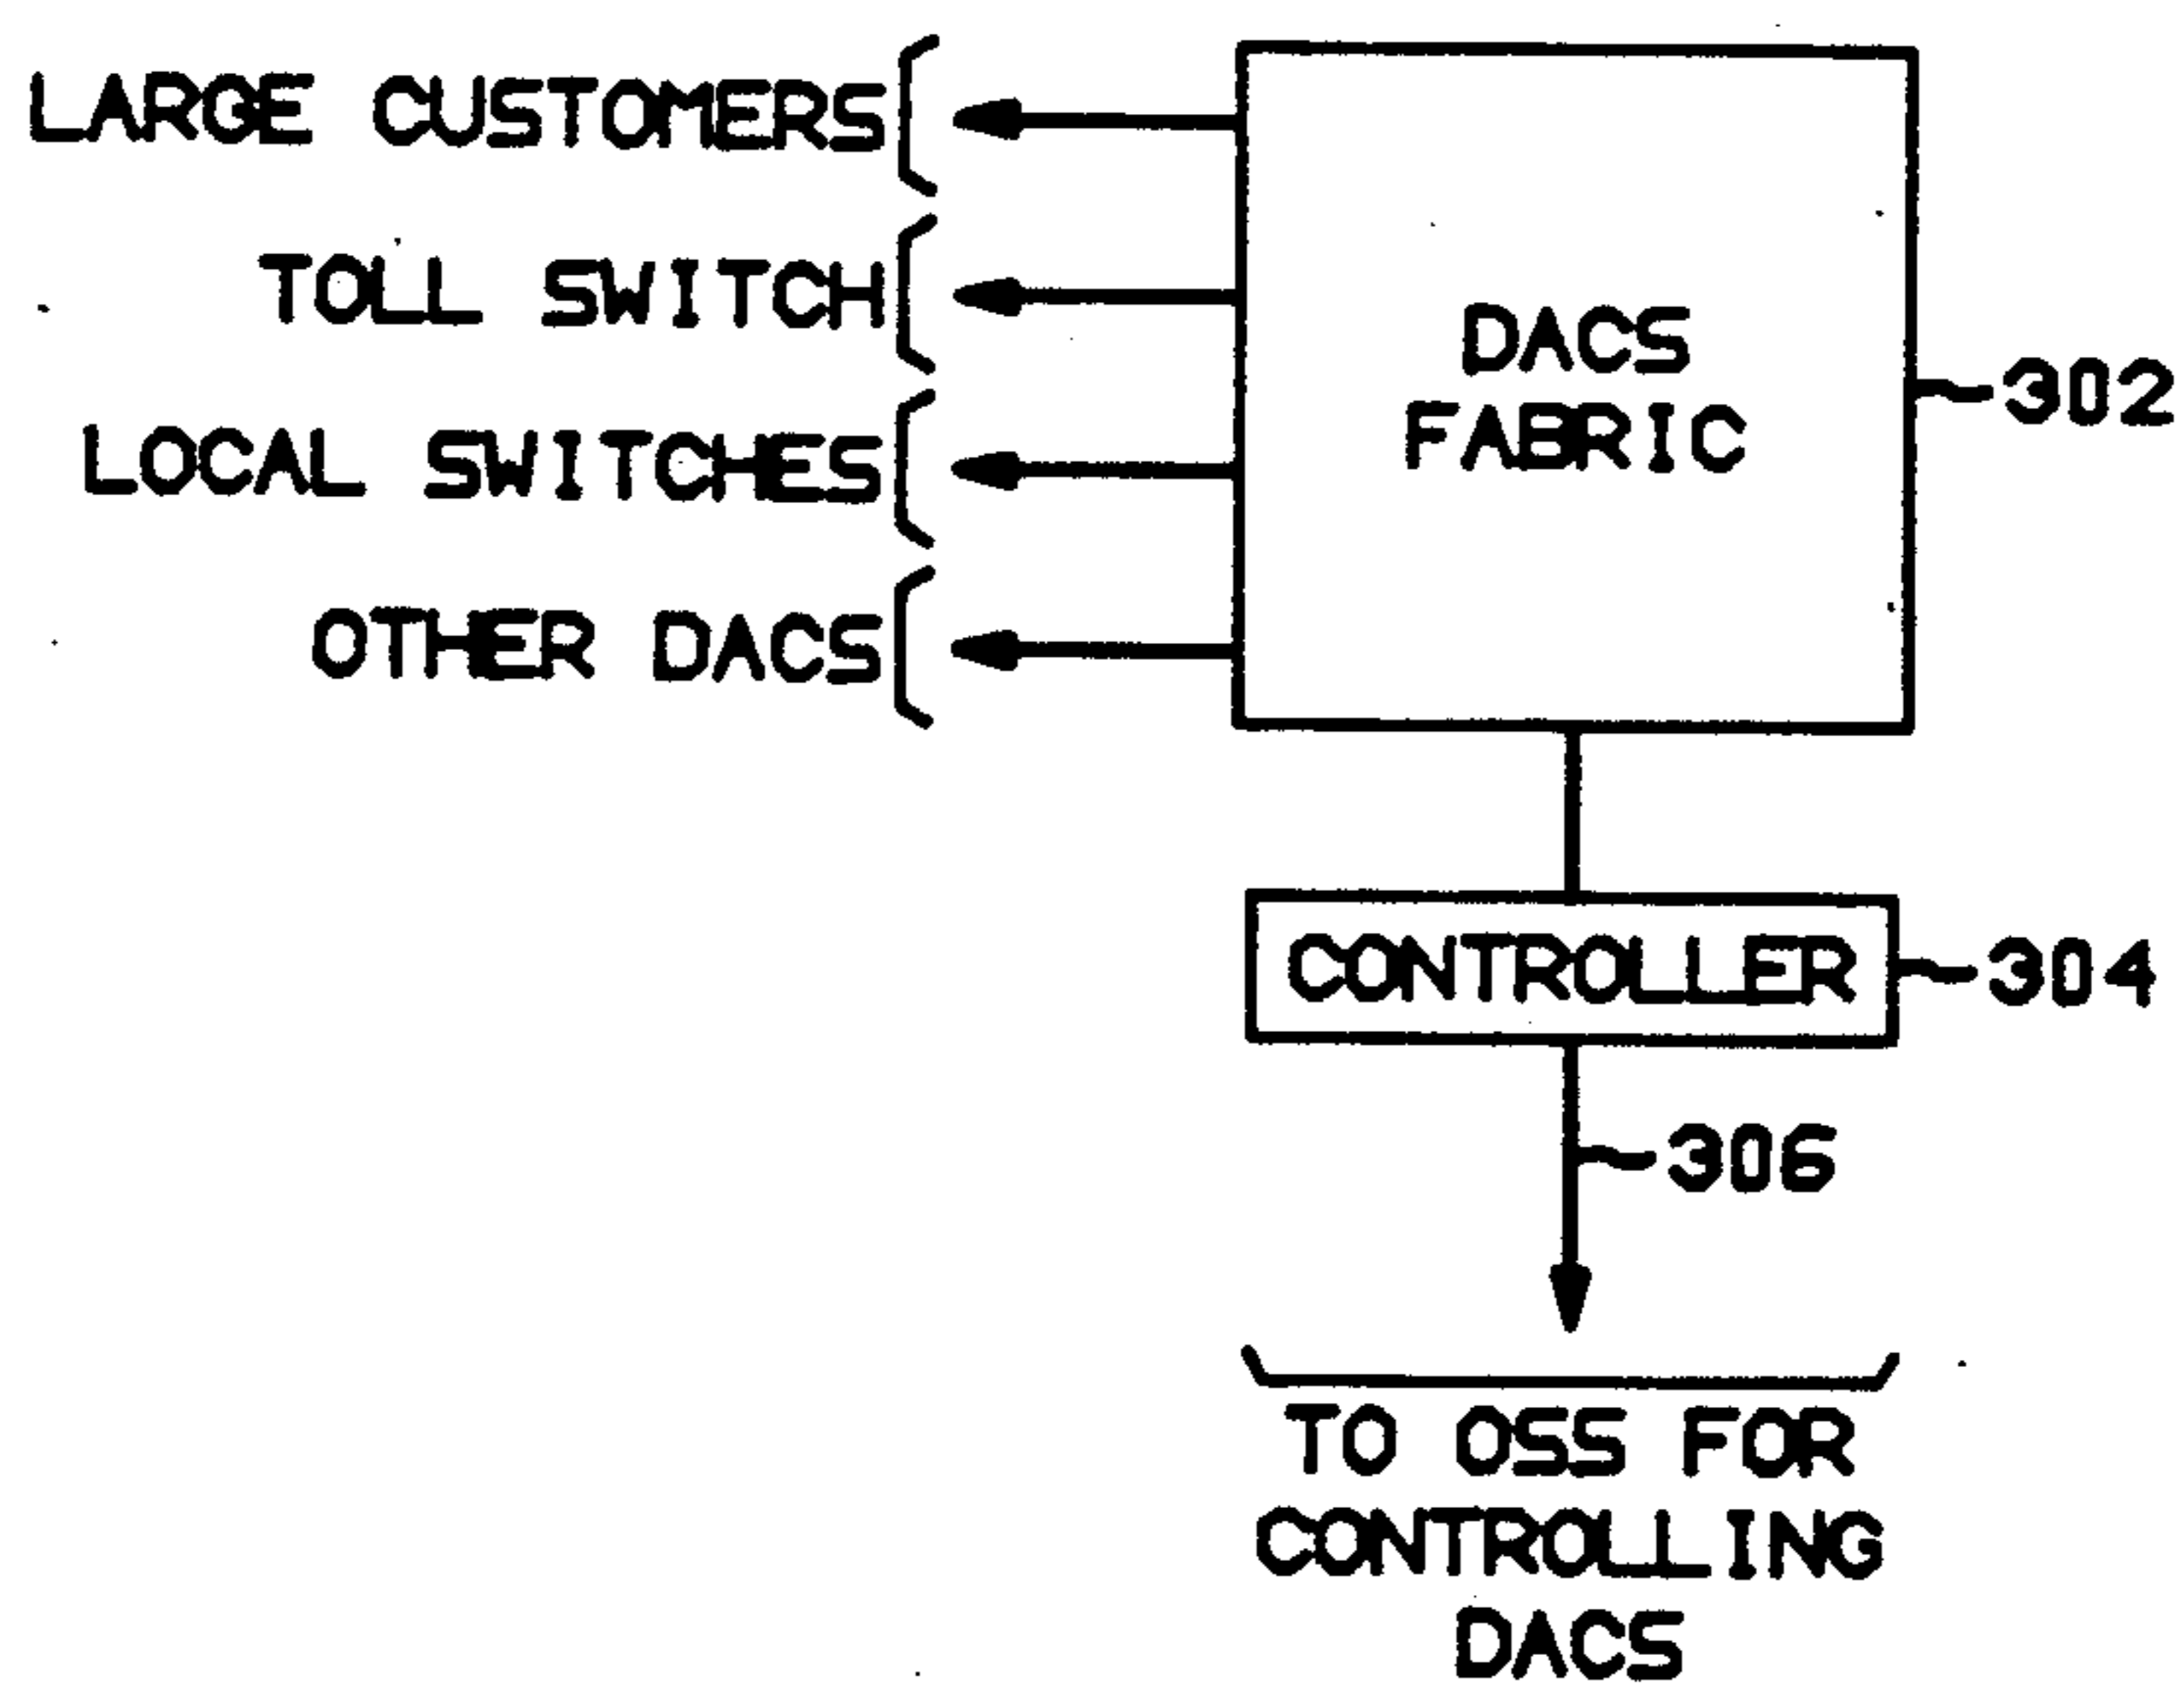 LARGE CUSTOMERS
TOLL SWITCH
LOCAL SWITCHES
OTHER DACS
DACS
FABRIC
302
CONTROLLER
304
306
TO OSS FOR
CONTROLLING
DACS